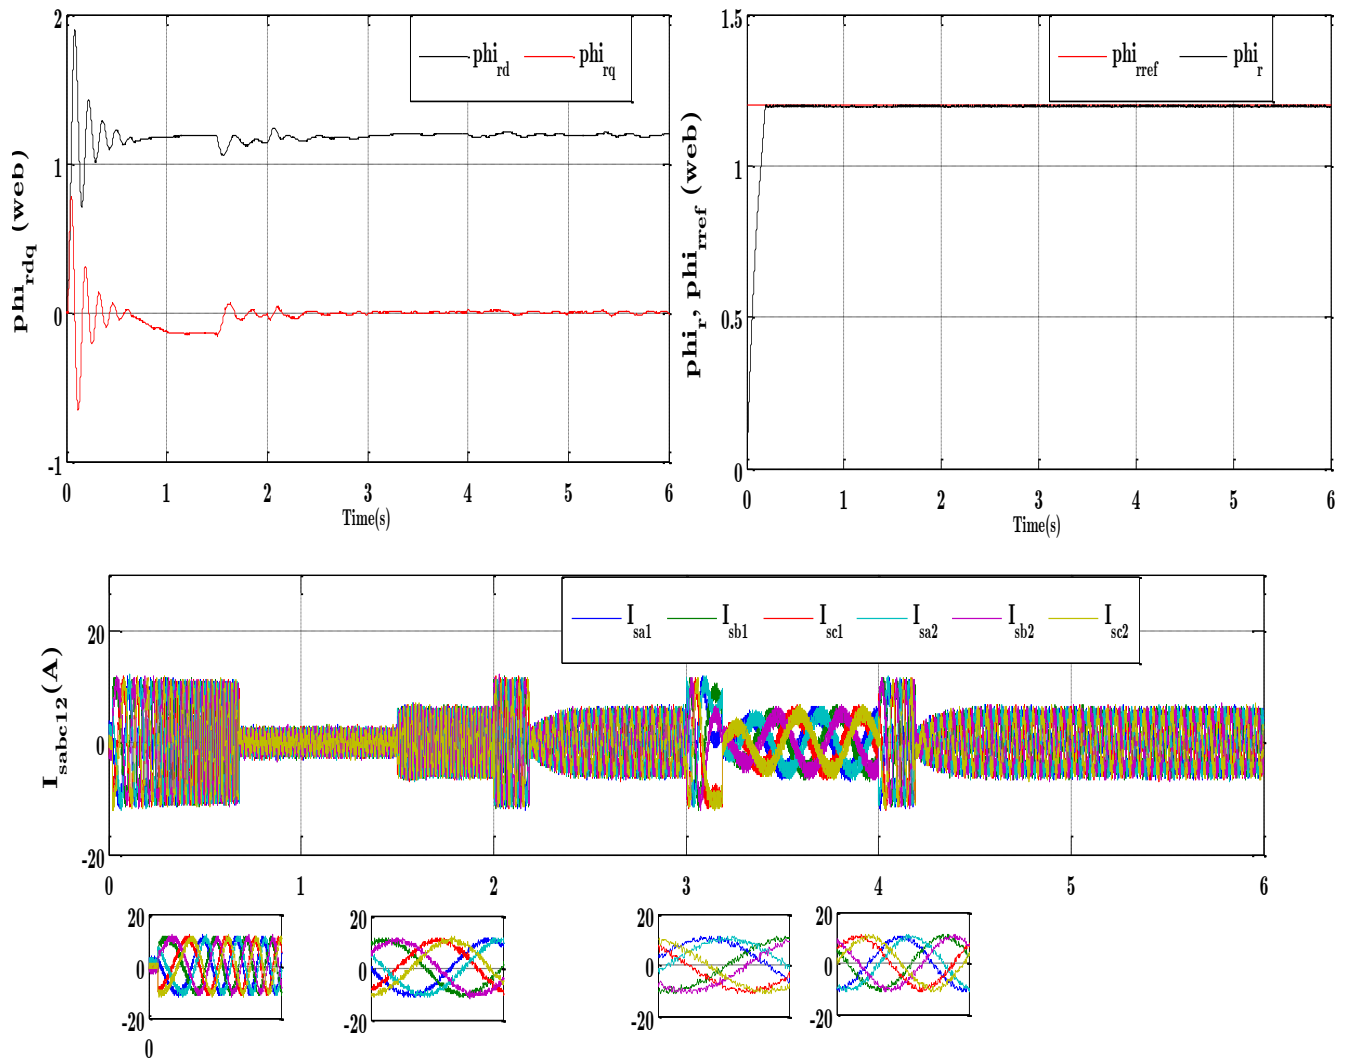 2
1
0
-1
phi_rdq (web)
phi_rd phi_rq
0 1 2 3 4 5 6
Time(s)
1.5
1
0.5
0
phi_r, phi_rref (web)
phi_rref phi_r
0 1 2 3 4 5 6
Time(s)
20
0
-20
I_sabc12(A)
I_sa1 I_sb1 I_sc1 I_sa2 I_sb2 I_sc2
0 1 2 3 4 5 6
20
0
-20
0
20
0
-20
20
0
-20
20
0
-20